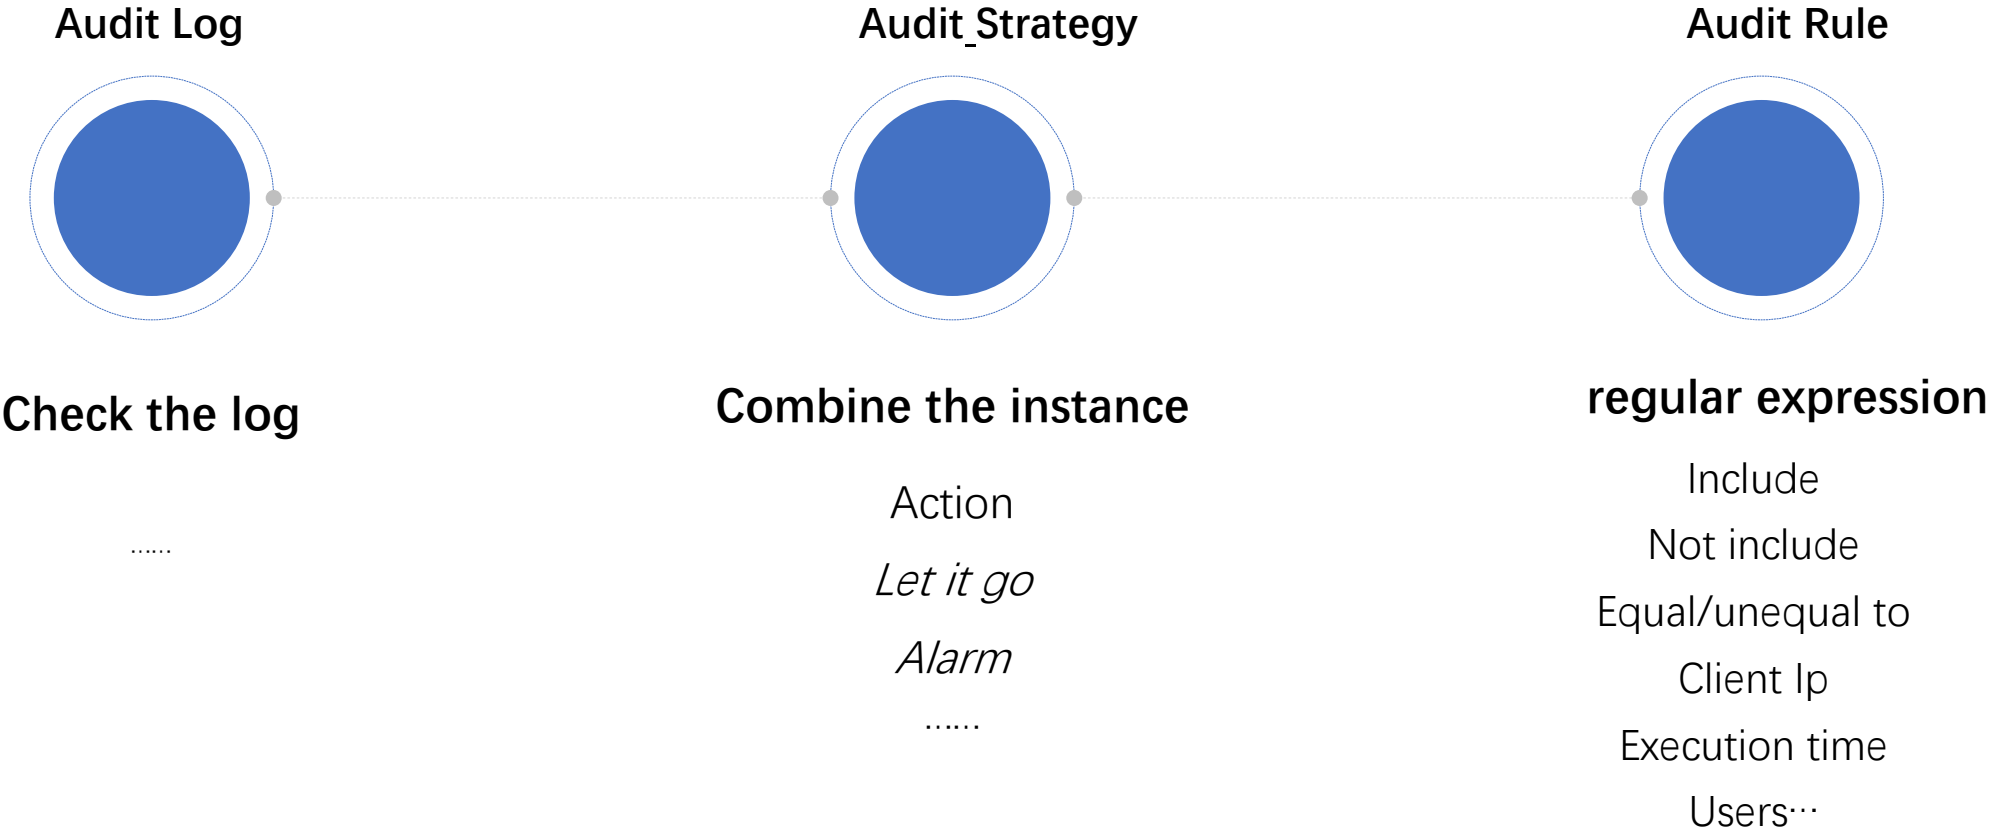 Audit Log
Audit Strategy
Audit Rule
Check the log
……
Combine the instance
Action
Let it go
Alarm
……
regular expression
Include
Not include
Equal/unequal to
Client Ip
Execution time
Users…